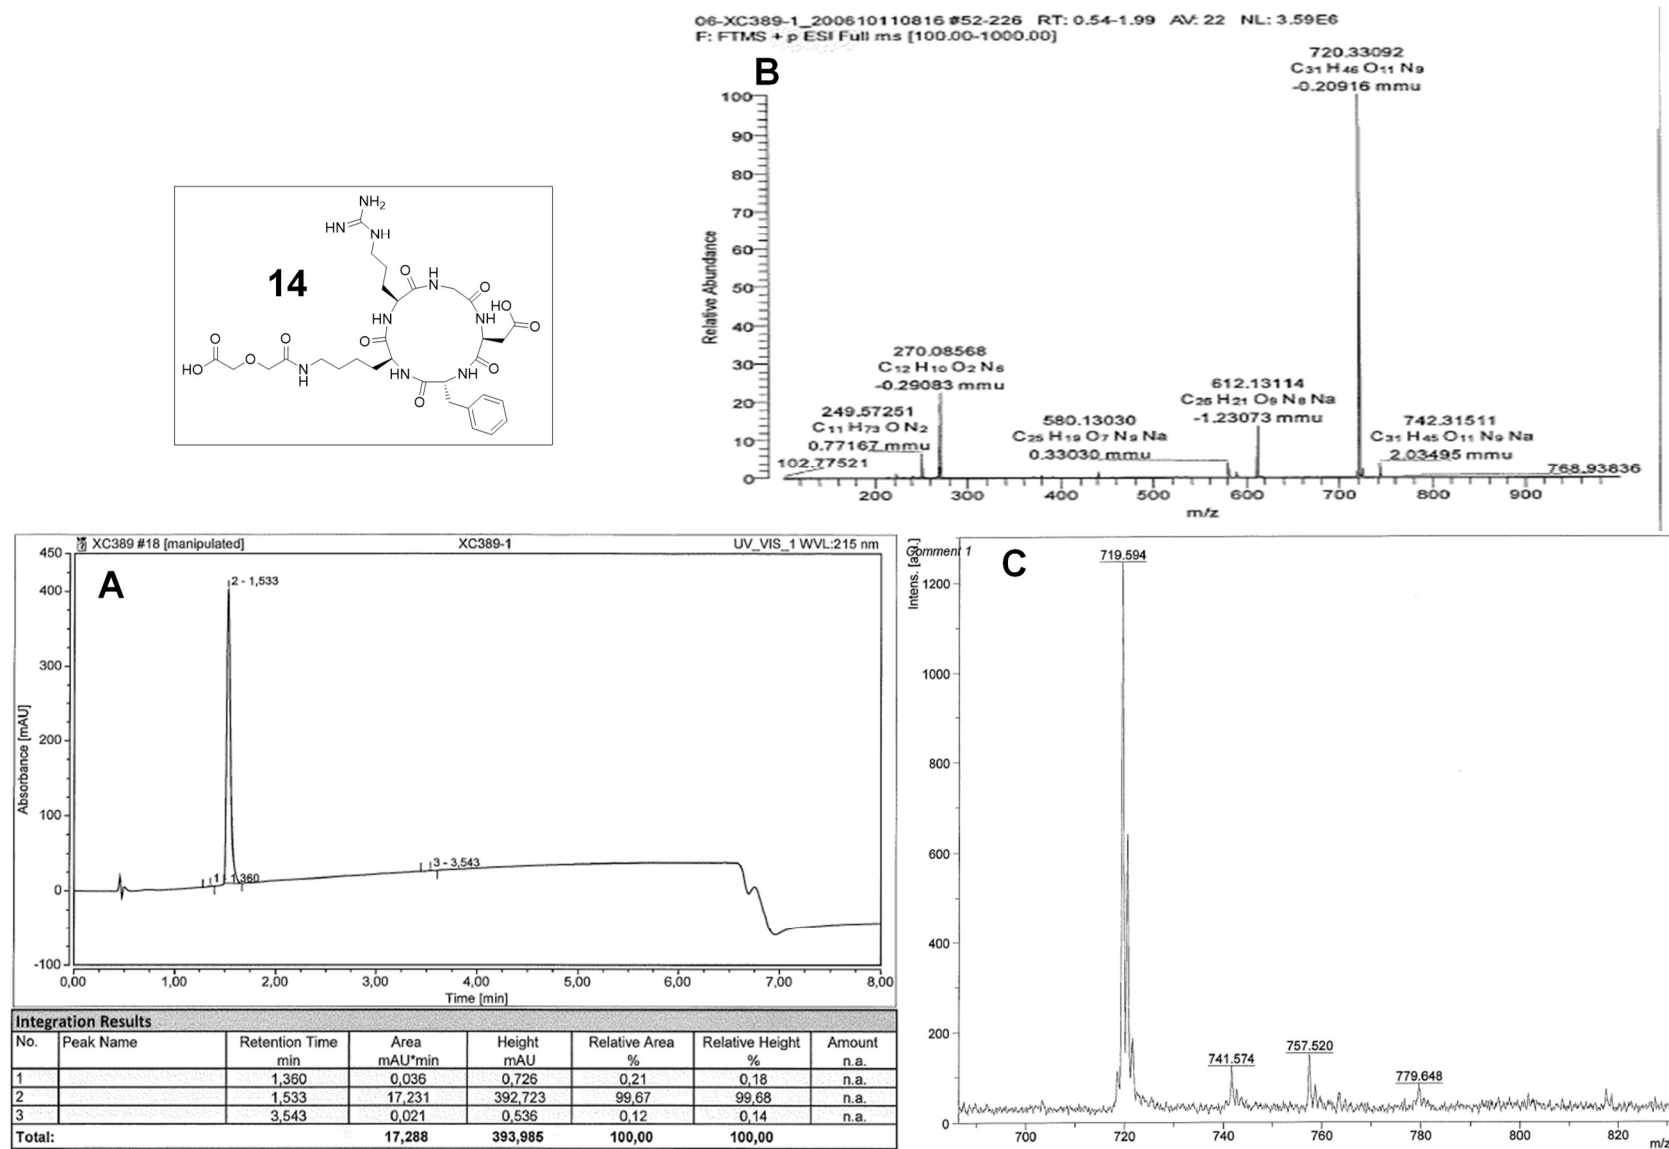 06-XC389-1_200610110816 #52-226 RT: 0.54-1.99 AV: 22 NL: 3.59E6
F: FTMS + p ESI Full ms [100.00-1000.00]
B
720.33092
C31 H46 O11 N9
-0.20916 mmu
270.08568
C12 H10 O2 N6
-0.29083 mmu
249.57251
C11 H73 O N2
0.77167 mmu
102.77521
580.13030
C25 H19 O7 N9 Na
0.33030 mmu
612.13114
C26 H21 O9 N8 Na
-1.23073 mmu
742.31511
C31 H45 O11 N9 Na
2.03495 mmu
768.93836
Relative Abundance
100
90
80
70
60
50
40
30
20
10
0
200 300 400 500 600 700 800 900
m/z
14
NH2
HN
NH
O
H
N
O
HN
NH
HO
O
O
O
O
O
HO
O
N
H
HN
NH
O
O
XC389 #18 [manipulated] XC389-1 UV_VIS_1 WVL:215 nm
A
Absorbance [mAU]
450
400
300
200
100
0
-100
2 - 1,533
1 - 1,360
3 - 3,543
0,00 1,00 2,00 3,00 4,00 5,00 6,00 7,00 8,00
Time [min]
Integration Results
No. Peak Name Retention Time Area Height Relative Area Relative Height Amount
min mAU*min mAU % % n.a.
1 1,360 0,036 0,726 0,21 0,18 n.a.
2 1,533 17,231 392,723 99,67 99,68 n.a.
3 3,543 0,021 0,536 0,12 0,14 n.a.
Total: 17,288 393,985 100,00 100,00
Comment 1
C
Intens. [a.u.]
1200
1000
800
600
400
200
0
719.594
741.574
757.520
779.648
700 720 740 760 780 800 820
m/z